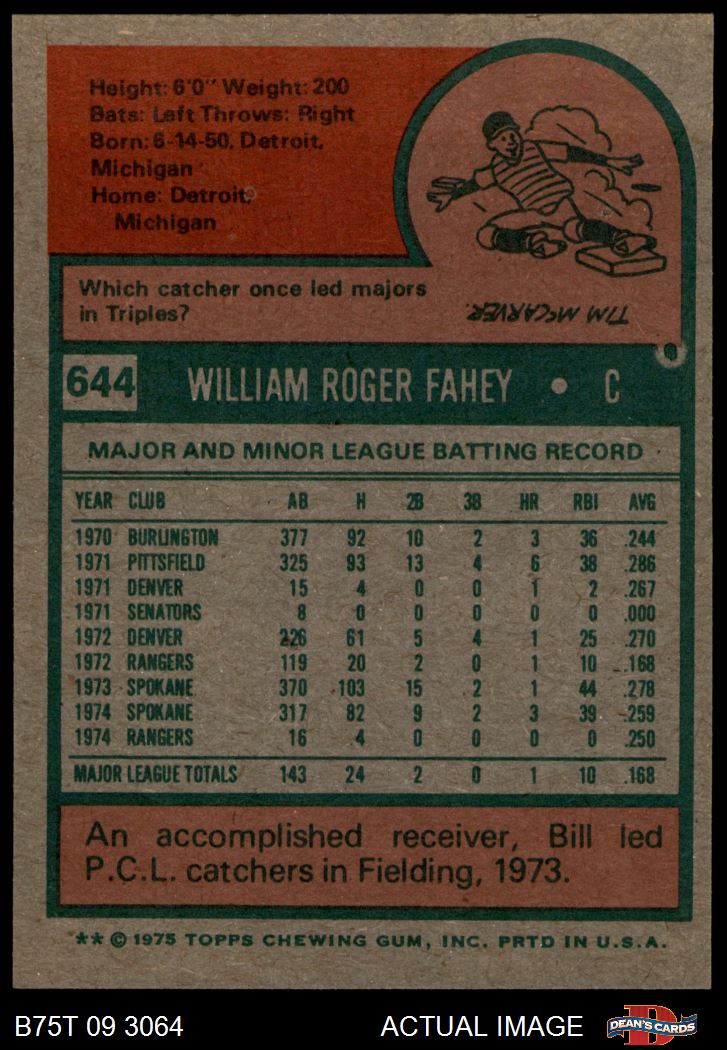 Height: 6'0" Weight: 200
Bats: Left Throws: Right
Born: 6-14-50, Detroit,
Michigan
Home: Detroit,
Michigan
Which catcher once led majors
in Triples?
TIM McCARVER.
644 WILLIAM ROGER FAHEY • C
MAJOR AND MINOR LEAGUE BATTING RECORD
YEAR CLUB AB H 2B 3B HR RBI AVG
1970 BURLINGTON 377 92 10 2 3 36 .244
1971 PITTSFIELD 325 93 13 4 6 38 .286
1971 DENVER 15 4 0 0 1 2 .267
1971 SENATORS 8 0 0 0 0 0 .000
1972 DENVER 226 61 5 4 1 25 .270
1972 RANGERS 119 20 2 0 1 10 .168
1973 SPOKANE 370 103 15 2 1 44 .278
1974 SPOKANE 317 82 9 2 3 39 .259
1974 RANGERS 16 4 0 0 0 0 .250
MAJOR LEAGUE TOTALS 143 24 2 0 1 10 .168
An accomplished receiver, Bill led
P.C.L. catchers in Fielding, 1973.
** © 1975 TOPPS CHEWING GUM, INC. PRTD IN U.S.A.
B75T 09 3064 ACTUAL IMAGE DEAN'S CARDS